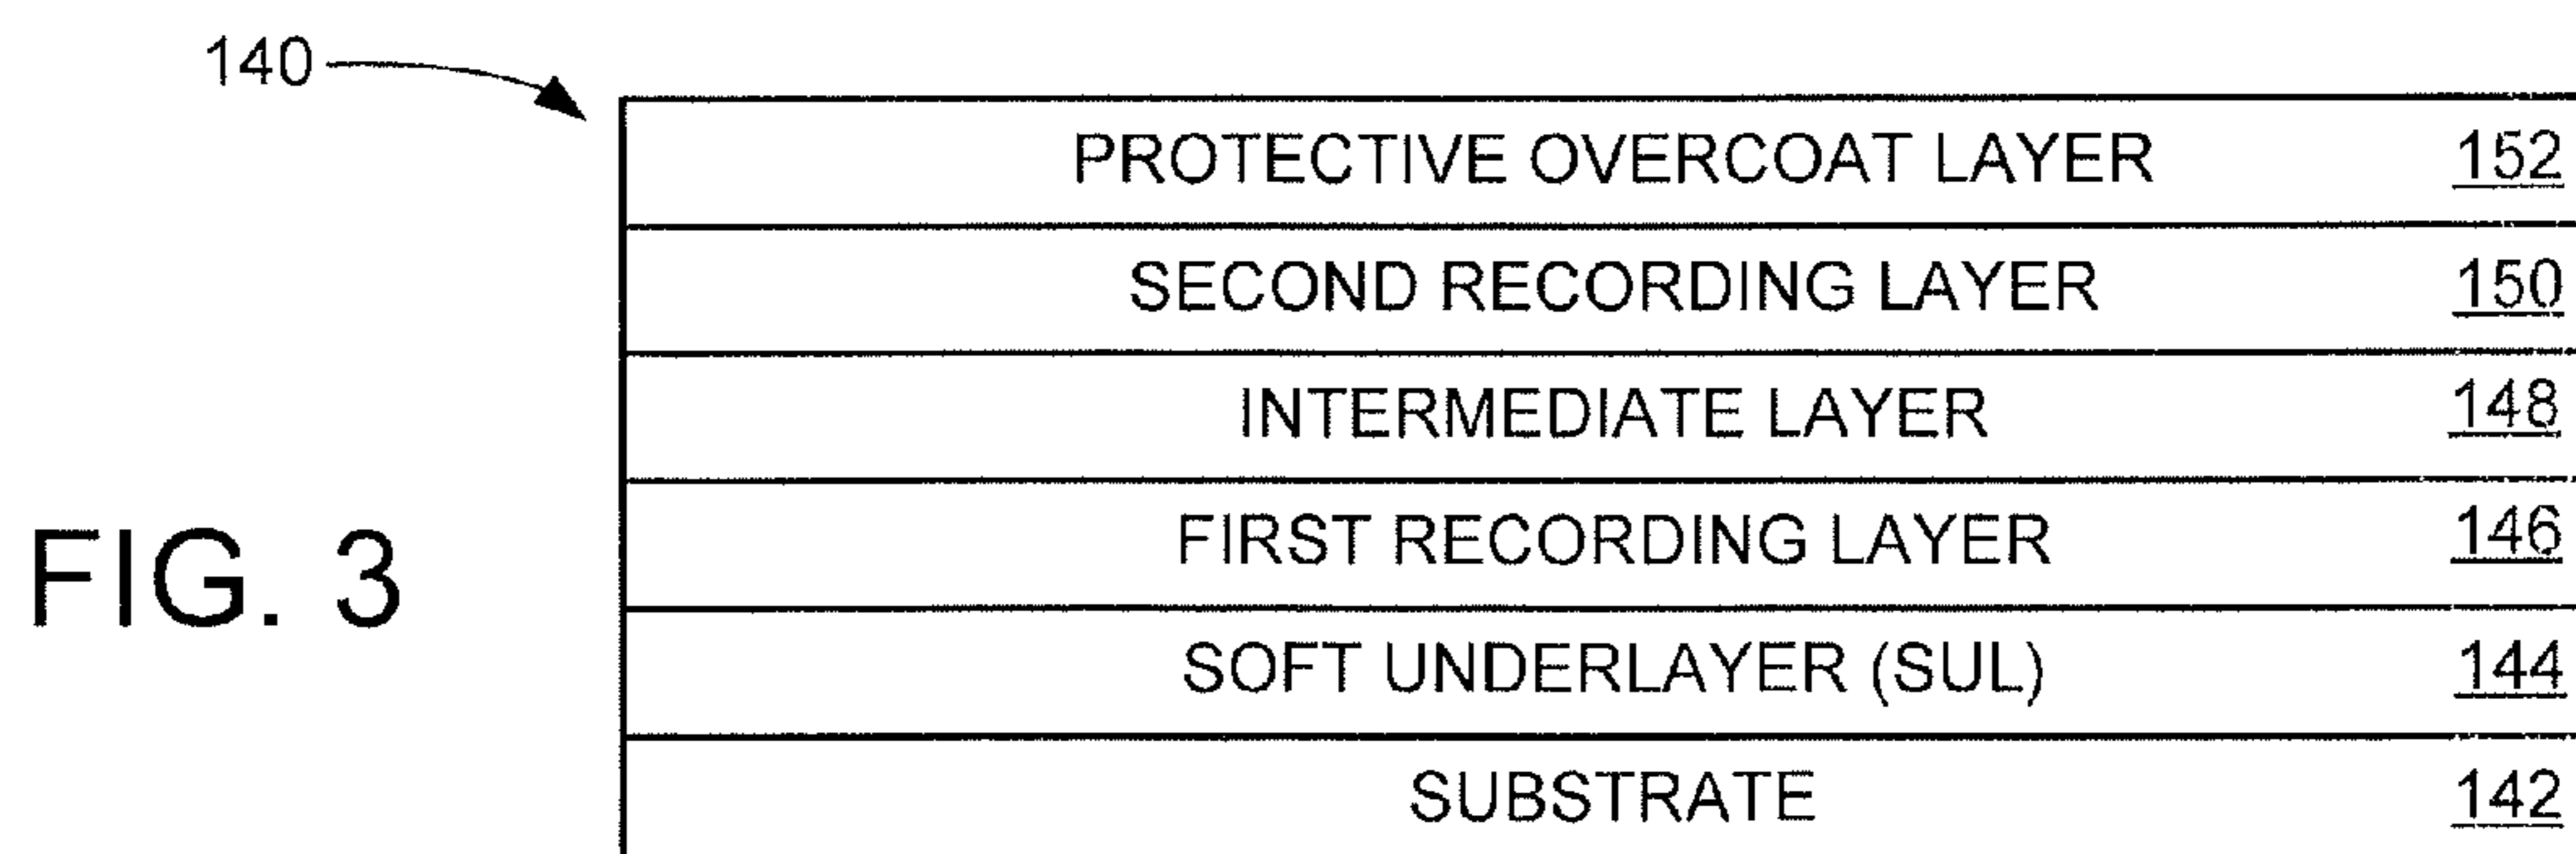 140
PROTECTIVE OVERCOAT LAYER 152
SECOND RECORDING LAYER 150
INTERMEDIATE LAYER 148
FIRST RECORDING LAYER 146
FIG. 3
SOFT UNDERLAYER (SUL) 144
SUBSTRATE 142